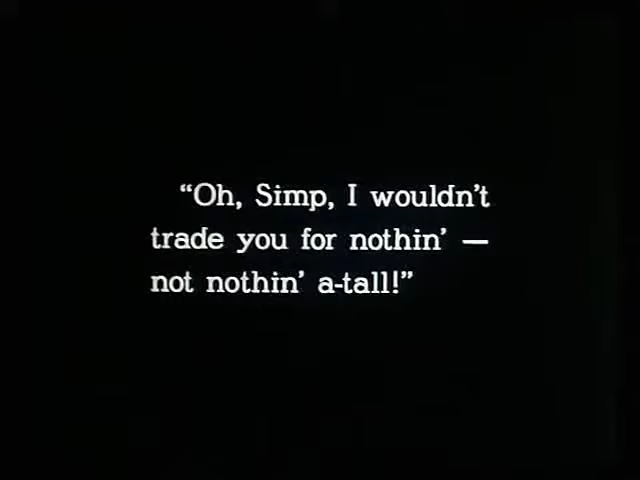 “Oh, Simp, I wouldn’t
trade you for nothin’ —
not nothin’ a-tall!”